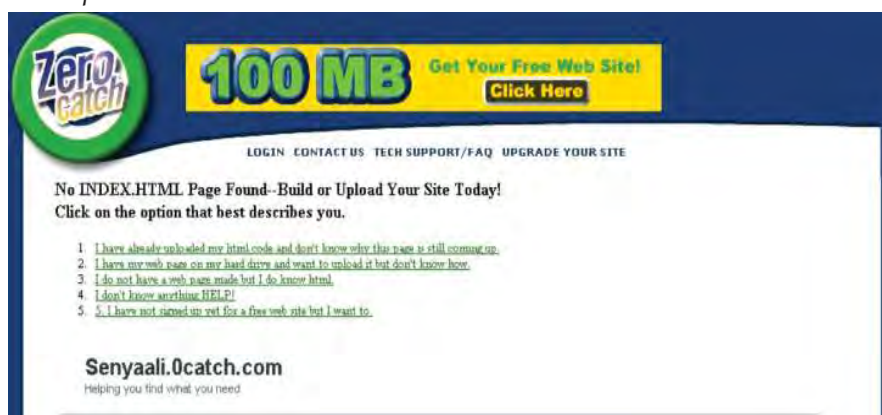 Zero
catch
100 MB
Get Your Free Web Site!
Click Here
LOGIN CONTACT US TECH SUPPORT/FAQ UPGRADE YOUR SITE
No INDEX.HTML Page Found--Build or Upload Your Site Today!
Click on the option that best describes you.
1. I have already uploaded my html code and don't know why this page is still coming up.
2. I have my web page on my hard drive and want to upload it but don't know how.
3. I do not have a web page made but I do know html.
4. I don't know anything HELP!
5. 5. I have not signed up yet for a free web site but I want to.
Senyaali.0catch.com
Helping you find what you need